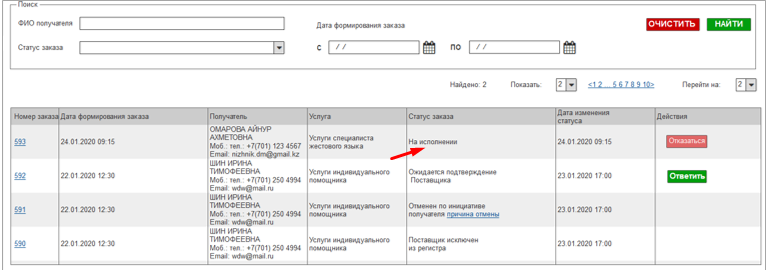 Поиск
ФИО получателя
Дата формирования заказа
ОЧИСТИТЬ
НАЙТИ
Статус заказа
с
/ /
по
/ /
Найдено: 2
Показать:
2
<1 2 ... 5 6 7 8 9 10>
Перейти на:
2
Номер заказа
Дата формирования заказа
Получатель
Услуга
Статус заказа
Дата изменения
статуса
Действия
593
24.01.2020 09:15
ОМАРОВА АЙНУР
АХМЕТОВНА
Моб.: тел.: +7(701) 123 4567
Email: nizhnik.dm@gmail.kz
Услуги специалиста
жестового языка
На исполнении
24.01.2020 09:15
Отказаться
592
22.01.2020 12:30
ШИН ИРИНА
ТИМОФЕЕВНА
Моб.: тел.: +7(701) 250 4994
Email: wdw@mail.ru
Услуги индивидуального
помощника
Ожидается подтверждение
Поставщика
23.01.2020 17:00
Ответить
591
22.01.2020 12:30
ШИН ИРИНА
ТИМОФЕЕВНА
Моб.: тел.: +7(701) 250 4994
Email: wdw@mail.ru
Услуги индивидуального
помощника
Отменен по инициативе
получателя причина отмены
23.01.2020 17:00
590
22.01.2020 12:30
ШИН ИРИНА
ТИМОФЕЕВНА
Моб.: тел.: +7(701) 250 4994
Email: wdw@mail.ru
Услуги индивидуального
помощника
Поставщик исключен
из регистра
23.01.2020 17:00